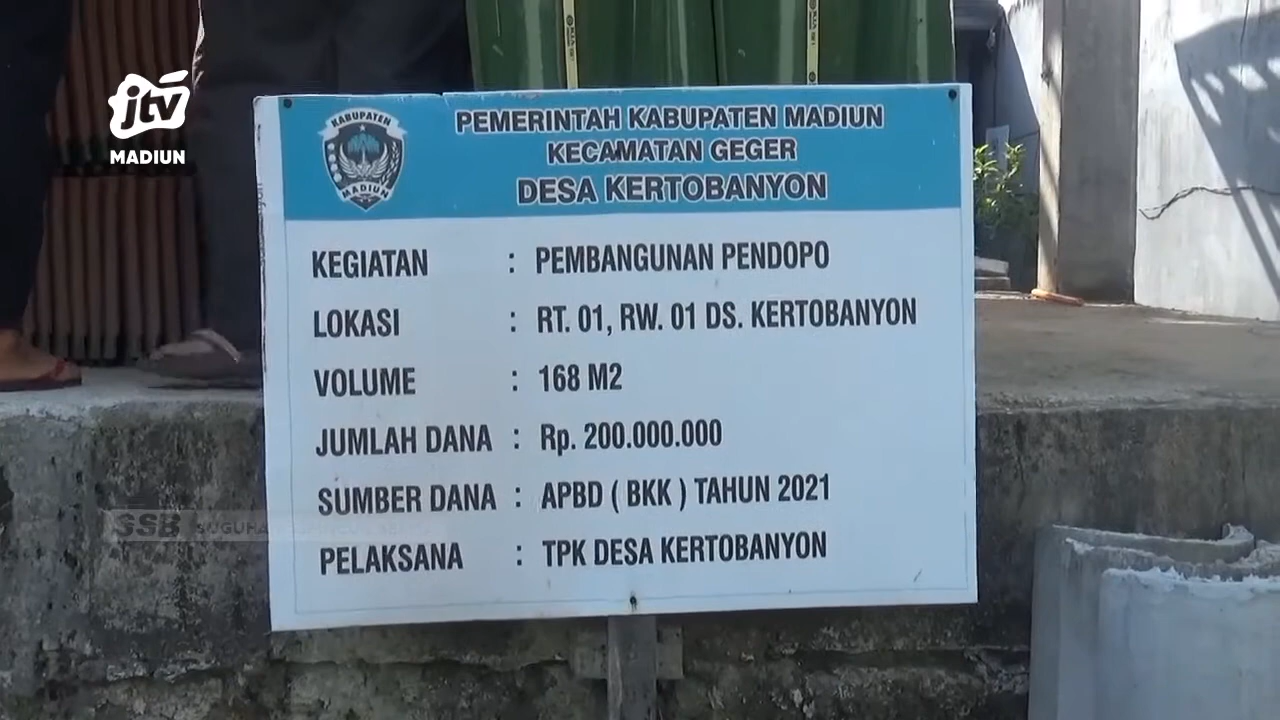 jtv
MADIUN
KABUPATEN
MADIUN
PEMERINTAH KABUPATEN MADIUN
KECAMATAN GEGER
DESA KERTOBANYON
KEGIATAN : PEMBANGUNAN PENDOPO
LOKASI : RT. 01, RW. 01 DS. KERTOBANYON
VOLUME : 168 M2
JUMLAH DANA : Rp. 200.000.000
SUMBER DANA : APBD ( BKK ) TAHUN 2021
PELAKSANA : TPK DESA KERTOBANYON
SSB